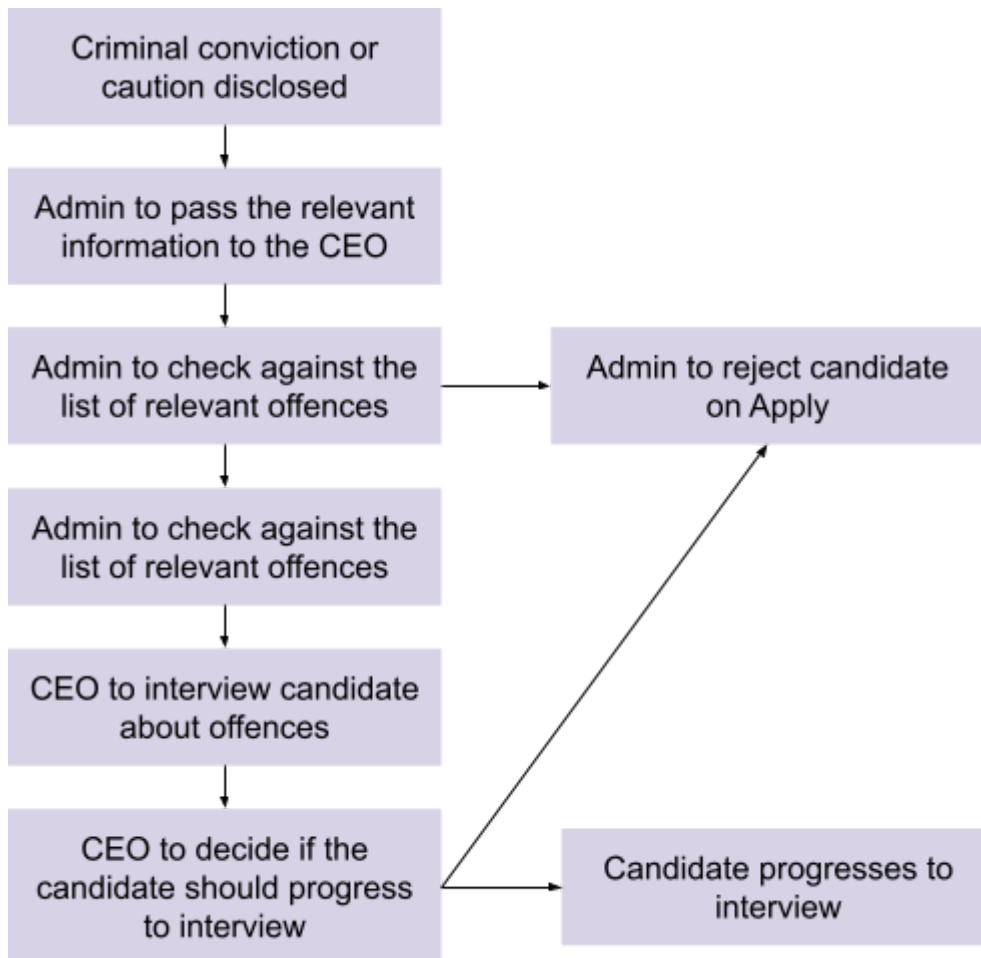 Criminal conviction or
caution disclosed
Admin to pass the relevant
information to the CEO
Admin to check against the
list of relevant offences
Admin to reject candidate
on Apply
Admin to check against the
list of relevant offences
CEO to interview candidate
about offences
CEO to decide if the
candidate should progress
to interview
Candidate progresses to
interview